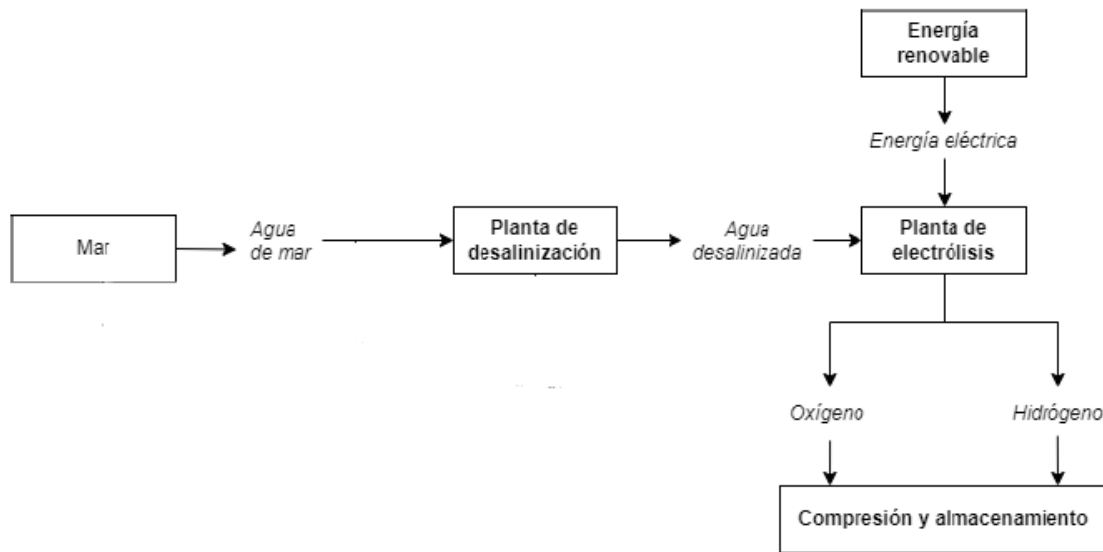 Energía
renovable
Energía eléctrica
Mar
Agua
de mar
Planta de
desalinización
Agua
desalinizada
Planta de
electrólisis
Oxígeno
Hidrógeno
Compresión y almacenamiento